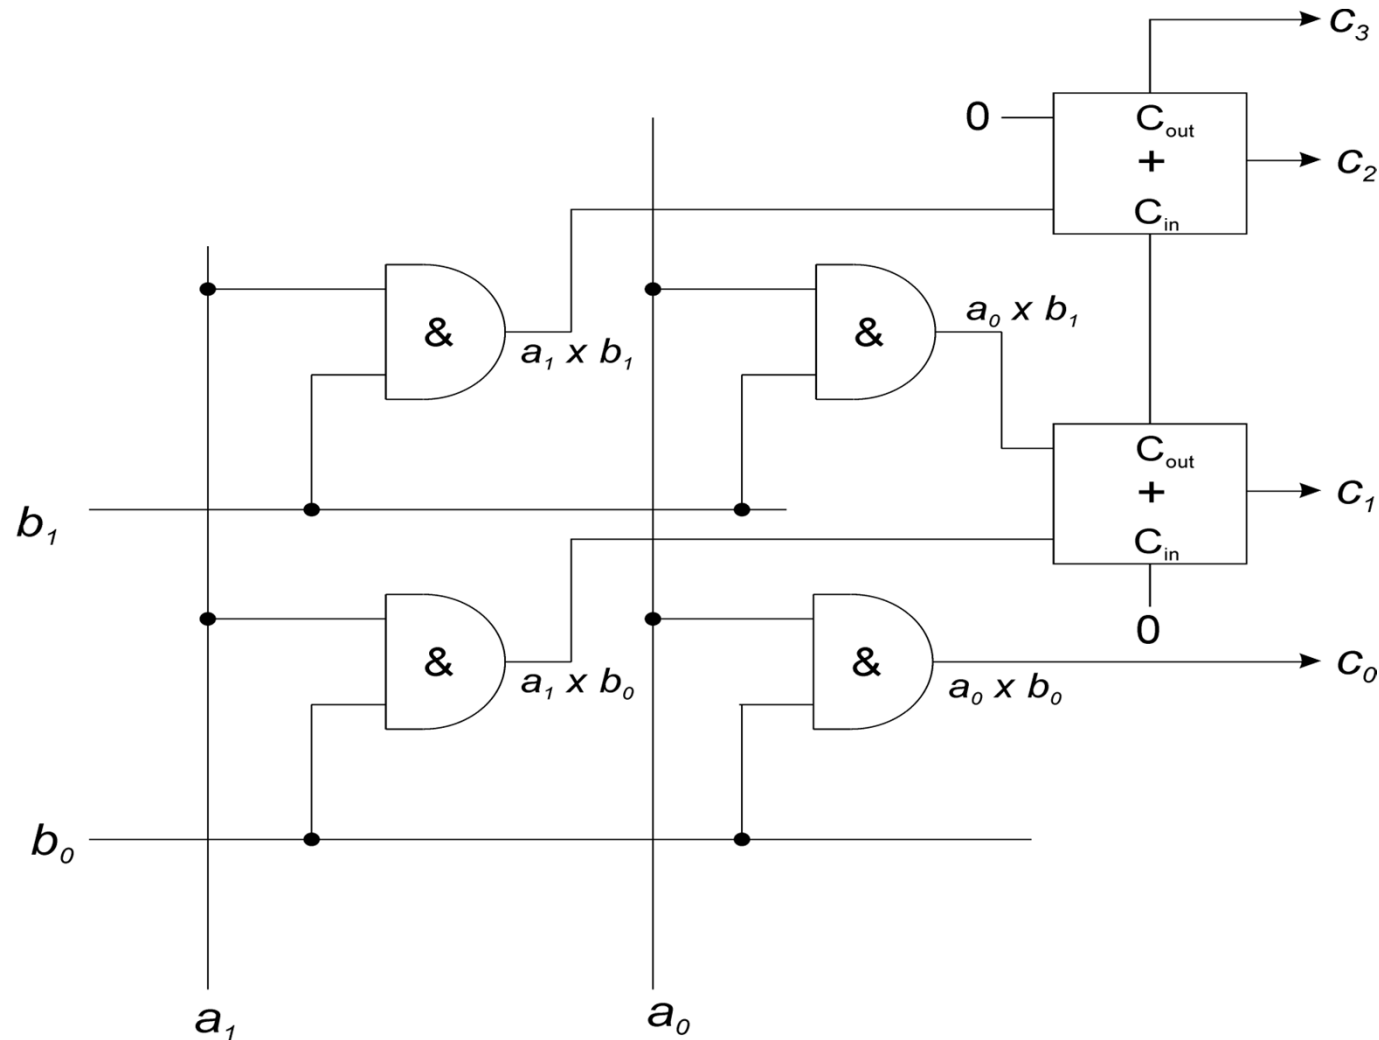 c₃
0
Cout
+
Cin
c₂
&
a₁ x b₁
&
a₀ x b₁
Cout
+
Cin
c₁
b₁
0
&
a₁ x b₀
&
a₀ x b₀
c₀
b₀
a₁
a₀